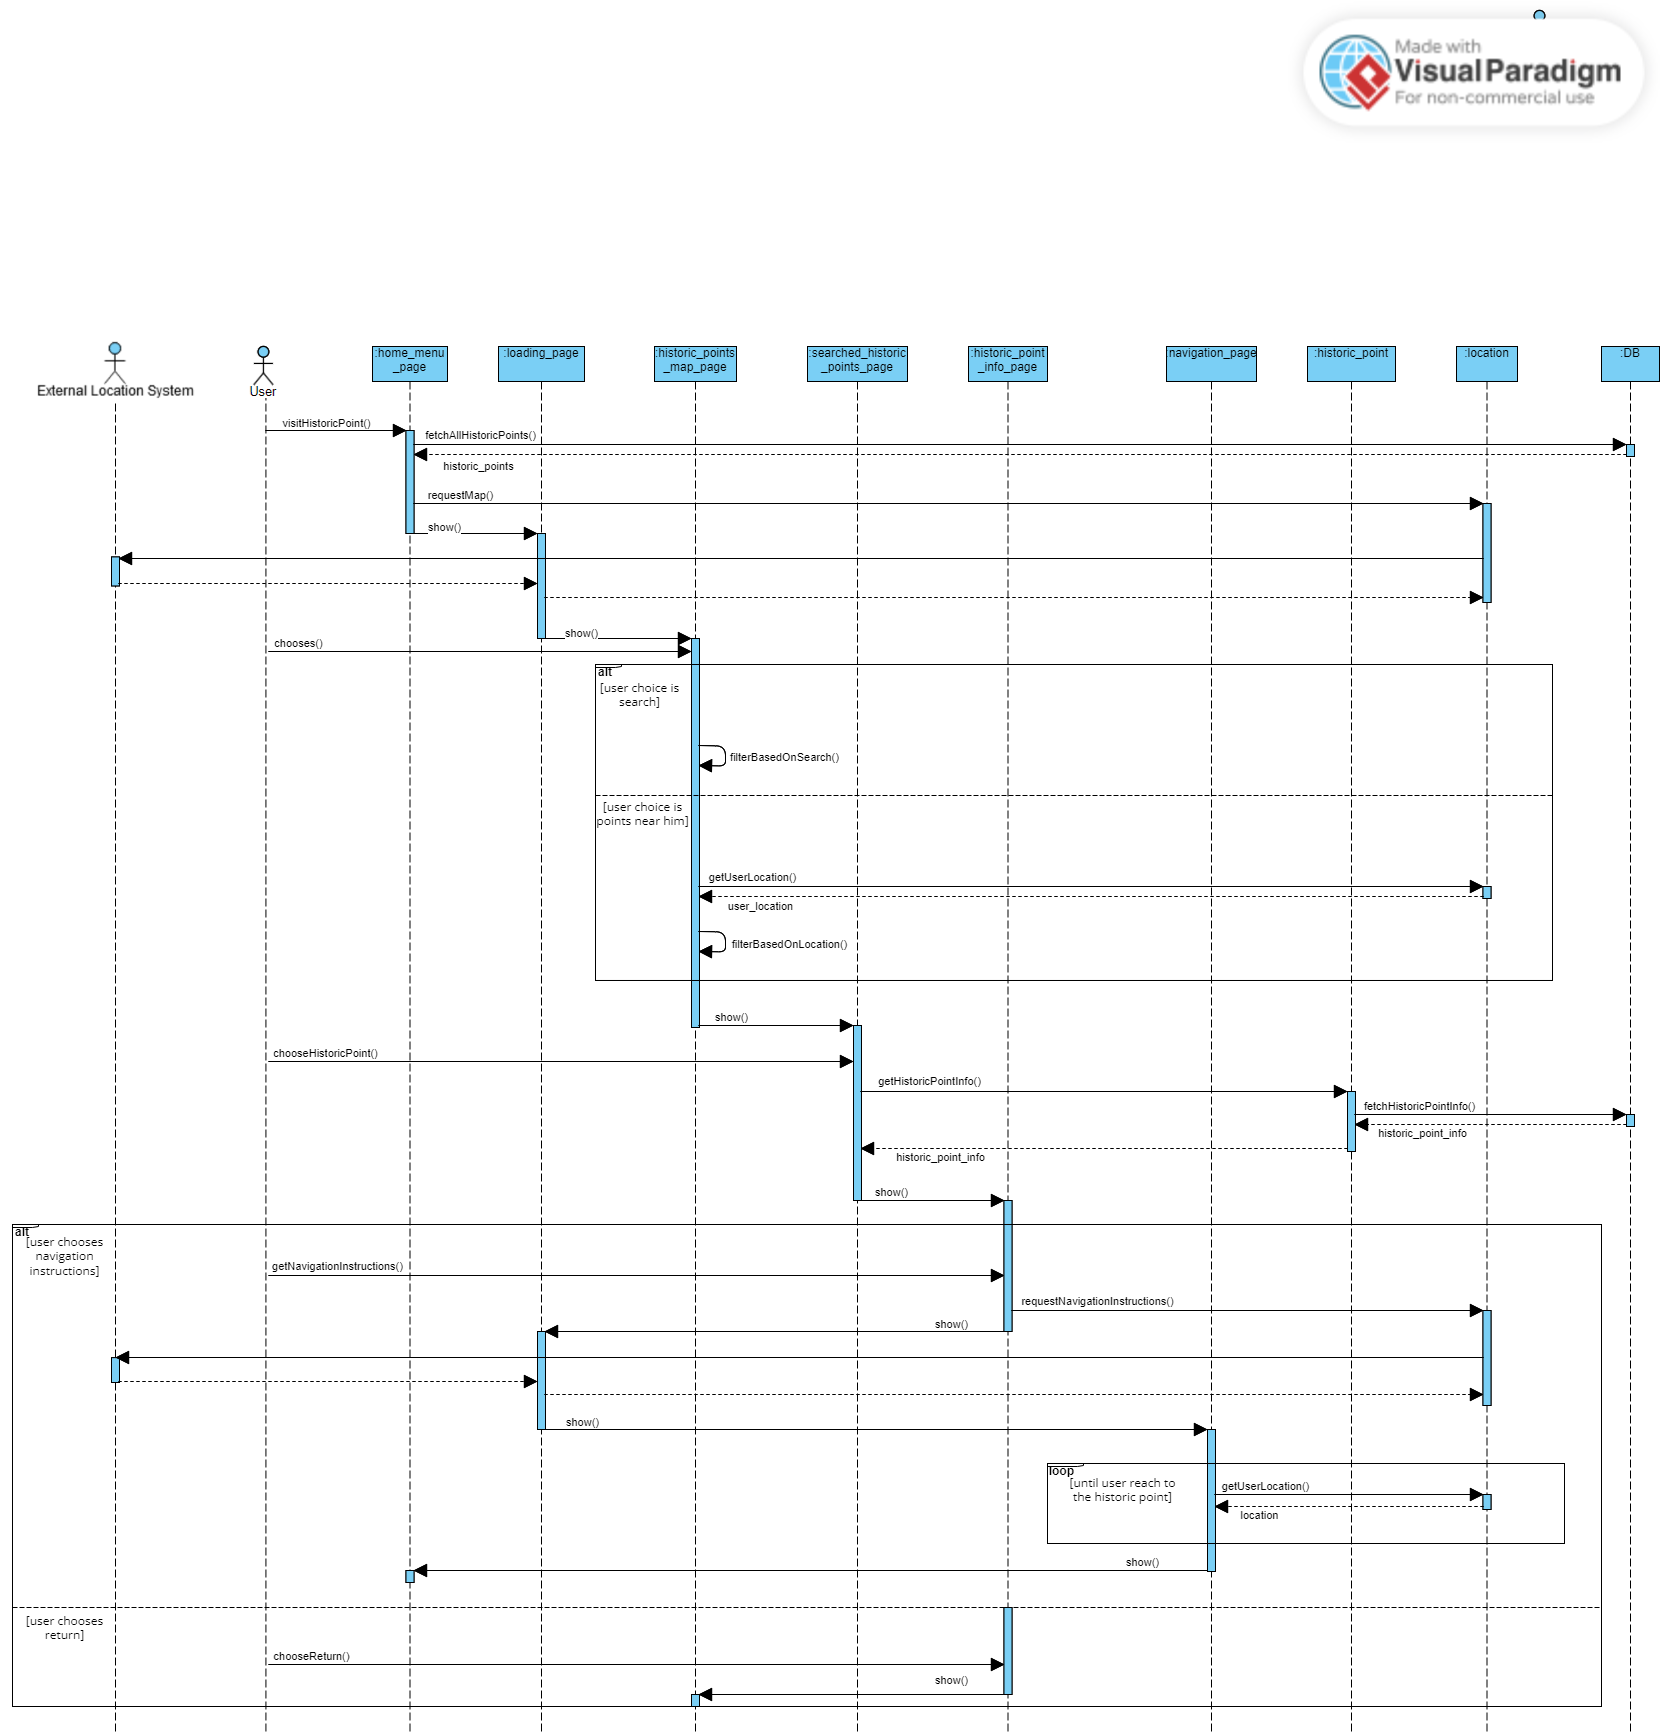 Made with
Visual Paradigm
For non-commercial use
External Location System
User
:home_menu
_page
:loading_page
:historic_points
_map_page
:searched_historic
_points_page
:historic_point
_info_page
:navigation_page
:historic_point
:location
:DB
visitHistoricPoint()
fetchAllHistoricPoints()
historic_points
requestMap()
show()
show()
chooses()
alt
[user choice is
search]
filterBasedOnSearch()
[user choice is
points near him]
getUserLocation()
user_location
filterBasedOnLocation()
show()
chooseHistoricPoint()
getHistoricPointInfo()
fetchHistoricPointInfo()
historic_point_info
historic_point_info
show()
alt
[user chooses
navigation
instructions]
getNavigationInstructions()
requestNavigationInstructions()
show()
show()
loop
[until user reach to
the historic point]
getUserLocation()
location
show()
[user chooses
return]
chooseReturn()
show()